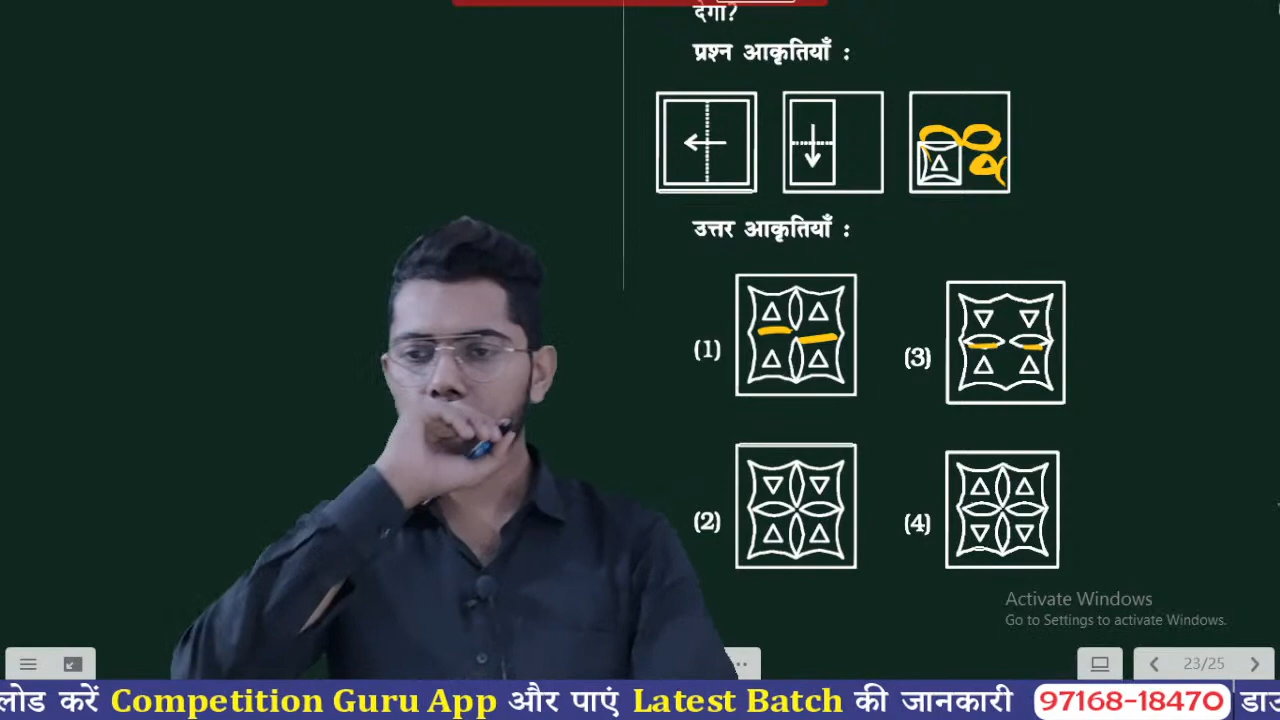 देगा?
प्रश्न आकृतियाँ :
उत्तर आकृतियाँ :
(1)
(3)
(2)
(4)
Activate Windows
Go to Settings to activate Windows.
23/25
लोड करें Competition Guru App और पाएं Latest Batch की जानकारी 97168-18470